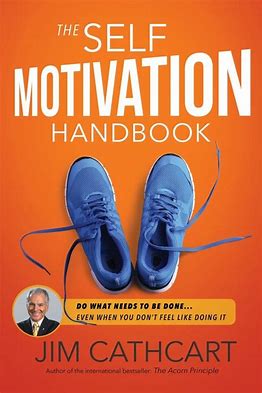 THE SELF
MOTIVATION
HANDBOOK
DO WHAT NEEDS TO BE DONE...
EVEN WHEN YOU DON'T FEEL LIKE DOING IT
JIM CATHCART
Author of the international bestseller: The Acorn Principle